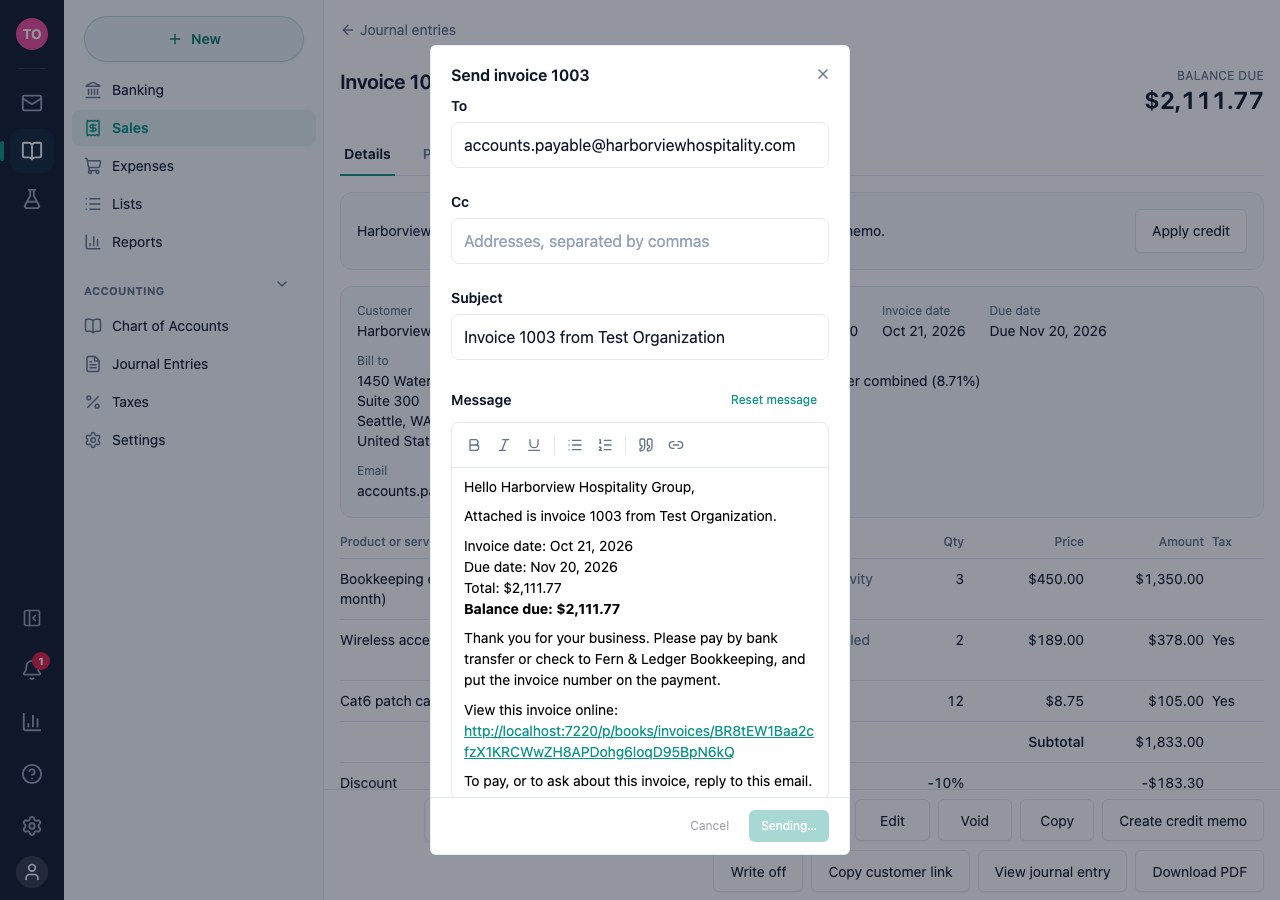 TO
New
Banking
Sales
Expenses
Lists
Reports
ACCOUNTING
Chart of Accounts
Journal Entries
Taxes
Settings
1
Journal entries
Invoice 10
BALANCE DUE
$2,111.77
Details
P
Harborview
nemo.
Apply credit
Customer
Harborview
0
Invoice date
Oct 21, 2026
Due date
Due Nov 20, 2026
Bill to
1450 Water
Suite 300
Seattle, WA
United Stat
er combined (8.71%)
Email
accounts.pa
Product or serv
Qty
Price
Amount
Tax
Bookkeeping
month)
vity
3
$450.00
$1,350.00
Wireless acce
led
2
$189.00
$378.00
Yes
Cat6 patch ca
12
$8.75
$105.00
Yes
Subtotal
$1,833.00
Discount
-10%
-$183.30
Edit
Void
Copy
Create credit memo
Write off
Copy customer link
View journal entry
Download PDF
Send invoice 1003
To
accounts.payable@harborviewhospitality.com
Cc
Addresses, separated by commas
Subject
Invoice 1003 from Test Organization
Message
Reset message
B I U
Hello Harborview Hospitality Group,
Attached is invoice 1003 from Test Organization.
Invoice date: Oct 21, 2026
Due date: Nov 20, 2026
Total: $2,111.77
Balance due: $2,111.77
Thank you for your business. Please pay by bank
transfer or check to Fern & Ledger Bookkeeping, and
put the invoice number on the payment.
View this invoice online:
http://localhost:7220/p/books/invoices/BR8tEW1Baa2c
fzX1KRCWwZH8APDohg6loqD95BpN6kQ
To pay, or to ask about this invoice, reply to this email.
Cancel
Sending…